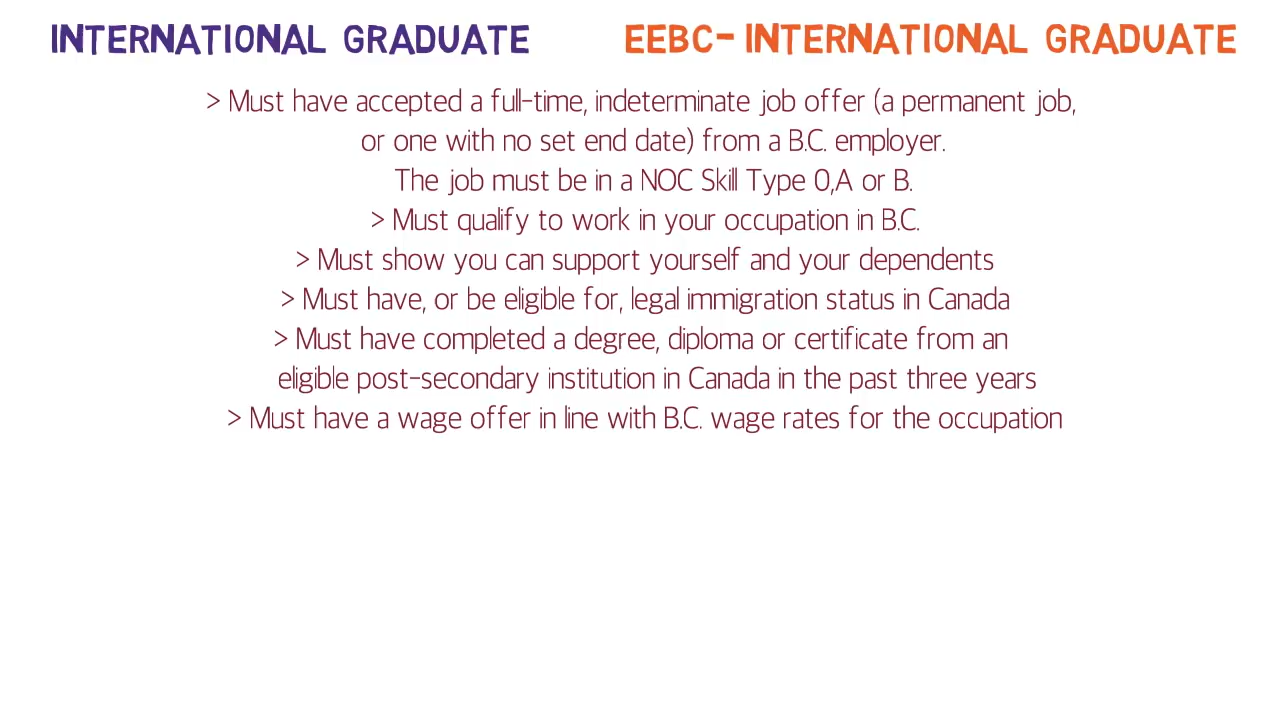 INTERNATIONAL GRADUATE
EEBC- INTERNATIONAL GRADUATE
> Must have accepted a full-time, indeterminate job offer (a permanent job,
or one with no set end date) from a B.C. employer.
The job must be in a NOC Skill Type 0,A or B.
> Must qualify to work in your occupation in B.C.
> Must show you can support yourself and your dependents
> Must have, or be eligible for, legal immigration status in Canada
> Must have completed a degree, diploma or certificate from an
eligible post-secondary institution in Canada in the past three years
> Must have a wage offer in line with B.C. wage rates for the occupation